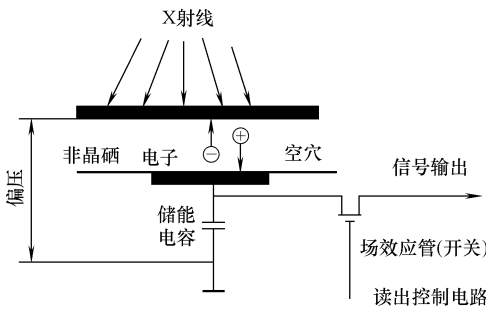 X射线
非晶硒
电子
空穴
偏压
信号输出
储能
电容
场效应管(开关)
读出控制电路